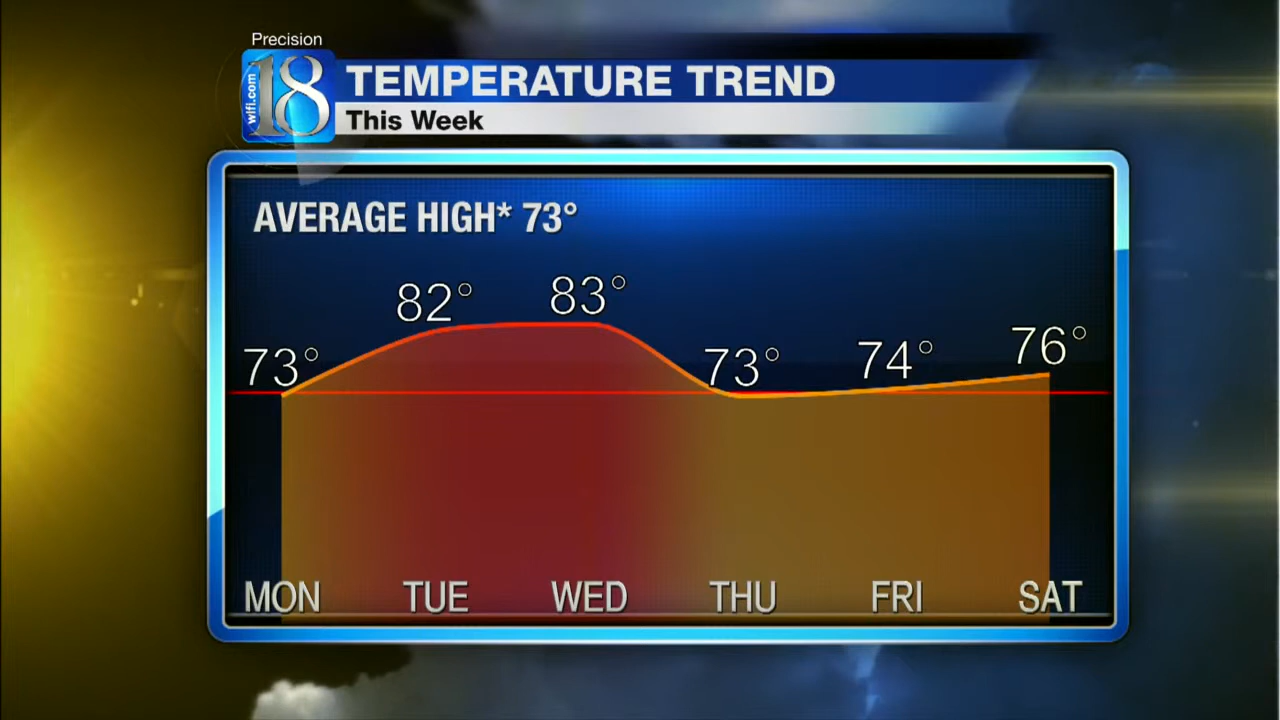 Precision
wlfi.com
18
TEMPERATURE TREND
This Week
AVERAGE HIGH* 73°
73° 82° 83° 73° 74° 76°
MON TUE WED THU FRI SAT